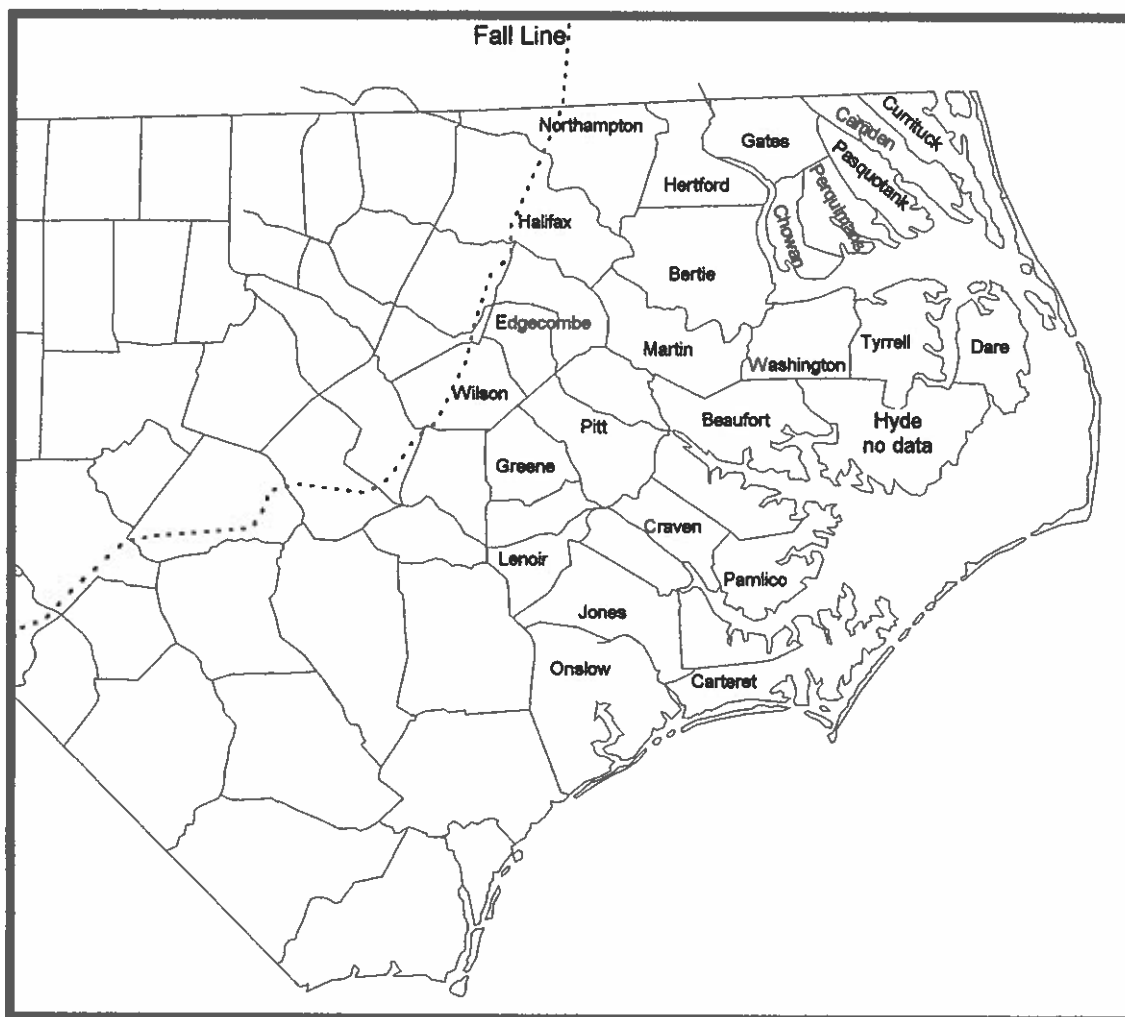 Fall Line
Northampton
Gates
Camden
Currituck
Hertford
Pasquotank
Perquimans
Chowan
Halifax
Bertie
Edgecombe
Martin
Washington
Tyrrell
Dare
Wilson
Pitt
Beaufort
Hyde
no data
Greene
Craven
Lenoir
Pamlico
Jones
Onslow
Carteret